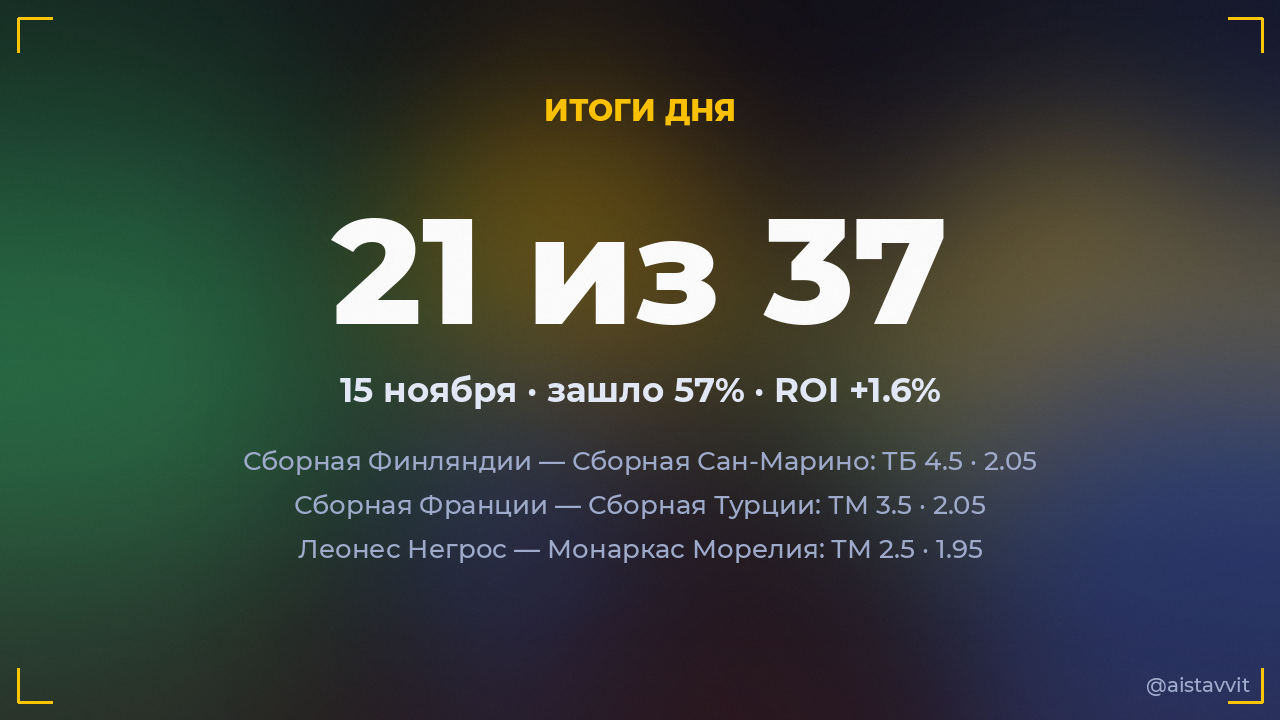 ИТОГИ ДНЯ
21 из 37
15 ноября · зашло 57% · ROI +1.6%
Сборная Финляндии — Сборная Сан-Марино: ТБ 4.5 · 2.05
Сборная Франции — Сборная Турции: ТМ 3.5 · 2.05
Леонес Негрос — Монаркас Морелия: ТМ 2.5 · 1.95
@aistavvit